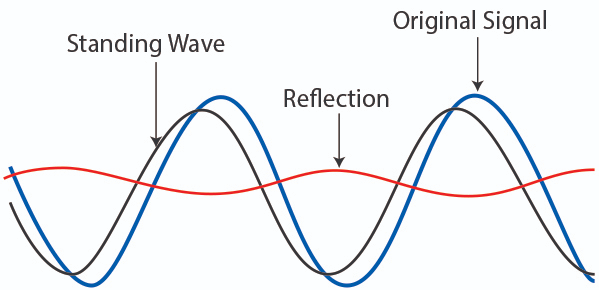 Original Signal
Standing Wave
Reflection